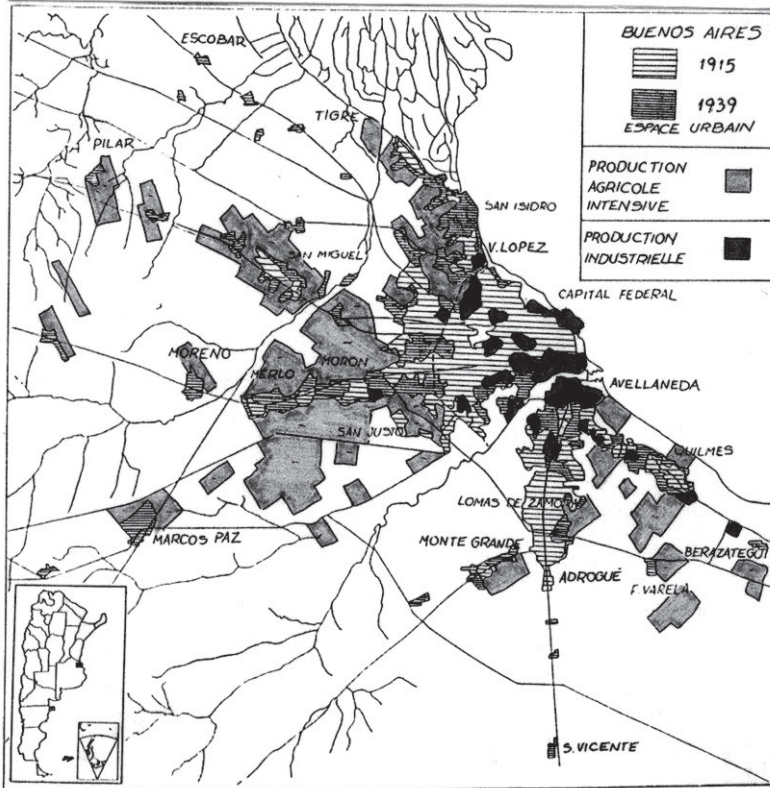 BUENOS AIRES
1915
1939
ESPACE URBAIN
PRODUCTION
AGRICOLE
INTENSIVE
PRODUCTION
INDUSTRIELLE
ESCOBAR
TIGRE
PILAR
SAN ISIDRO
V. LOPEZ
SAN MIGUEL
CAPITAL FEDERAL
MORENO
MERLO
MORON
AVELLANEDA
SAN JUSTO
QUILMES
LOMAS DE ZAMORA
MARCOS PAZ
MONTE GRANDE
BERAZATEGUI
ADROGUÉ
F. VARELA
S. VICENTE